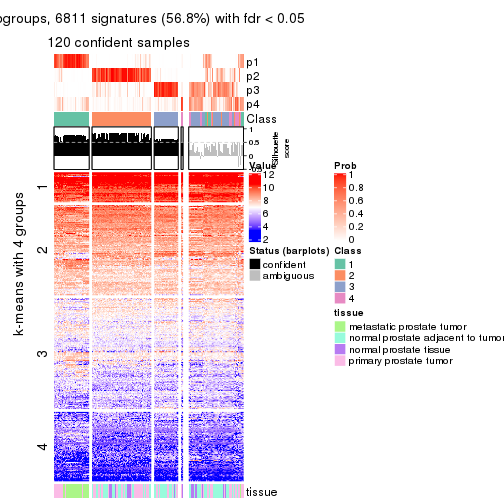 ogroups, 6811 signatures (56.8%) with fdr < 0.05
120 confident samples
p1
p2
p3
p4
Class
1
0.5
0
Silhouette
score
k-means with 4 groups
1
2
3
4
Value
12
10
8
6
4
2
Prob
1
0.8
0.6
0.4
0.2
0
Status (barplots)
confident
ambiguous
Class
1
2
3
4
tissue
metastatic prostate tumor
normal prostate adjacent to tumor
normal prostate tissue
primary prostate tumor
tissue